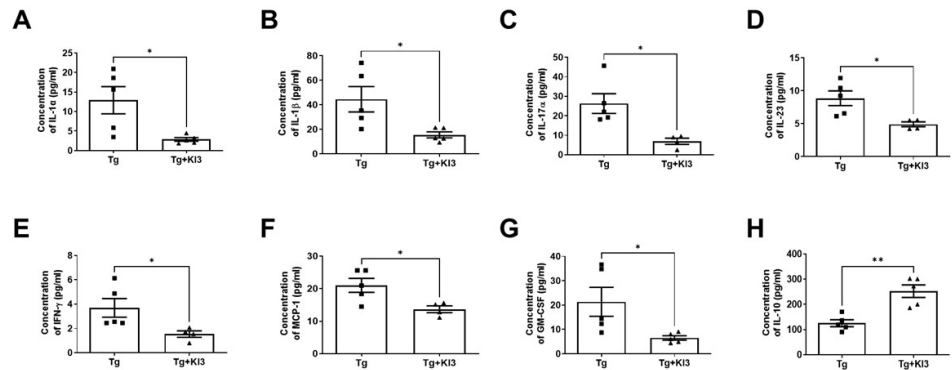 A
Concentration
of IL-1α (pg/ml)
25
20
15
10
5
0
*
Tg
Tg+KI3
B
Concentration
of IL-1β (pg/ml)
80
60
40
20
0
*
Tg
Tg+KI3
C
Concentration
of IL-17α (pg/ml)
50
40
30
20
10
0
*
Tg
Tg+KI3
D
Concentration
of IL-23 (pg/ml)
15
10
5
0
*
Tg
Tg+KI3
E
Concentration
of IFN-γ (pg/ml)
8
6
4
2
0
*
Tg
Tg+KI3
F
Concentration
of MCP-1 (pg/ml)
30
20
10
0
*
Tg
Tg+KI3
G
Concentration
of GM-CSF (pg/ml)
40
30
20
10
0
*
Tg
Tg+KI3
H
Concentration
of IL-10 (pg/ml)
400
300
200
100
0
**
Tg
Tg+KI3